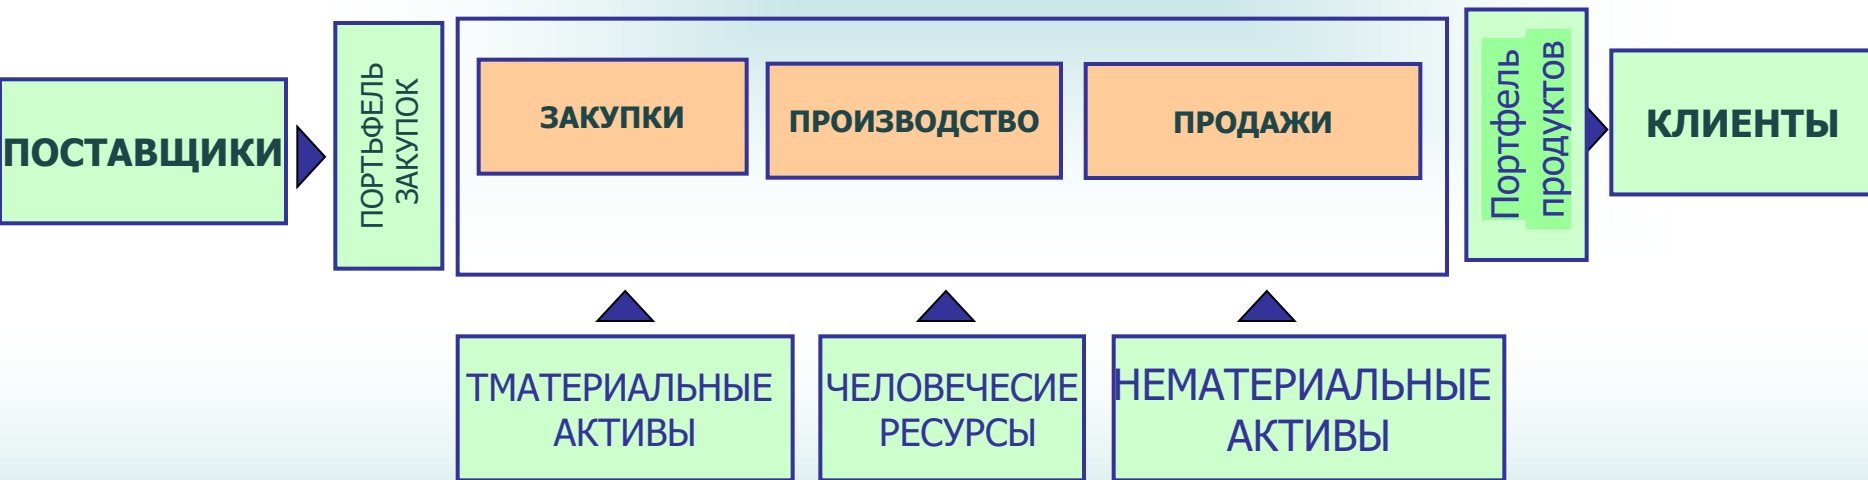 ПОСТАВЩИКИ
ПОРТЬФЕЛЬ
ЗАКУПОК
ЗАКУПКИ
ПРОИЗВОДСТВО
ПРОДАЖИ
Портфель
продуктов
КЛИЕНТЫ
ТМАТЕРИАЛЬНЫЕ
АКТИВЫ
ЧЕЛОВЕЧЕСИЕ
РЕСУРСЫ
НЕМАТЕРИАЛЬНЫЕ
АКТИВЫ